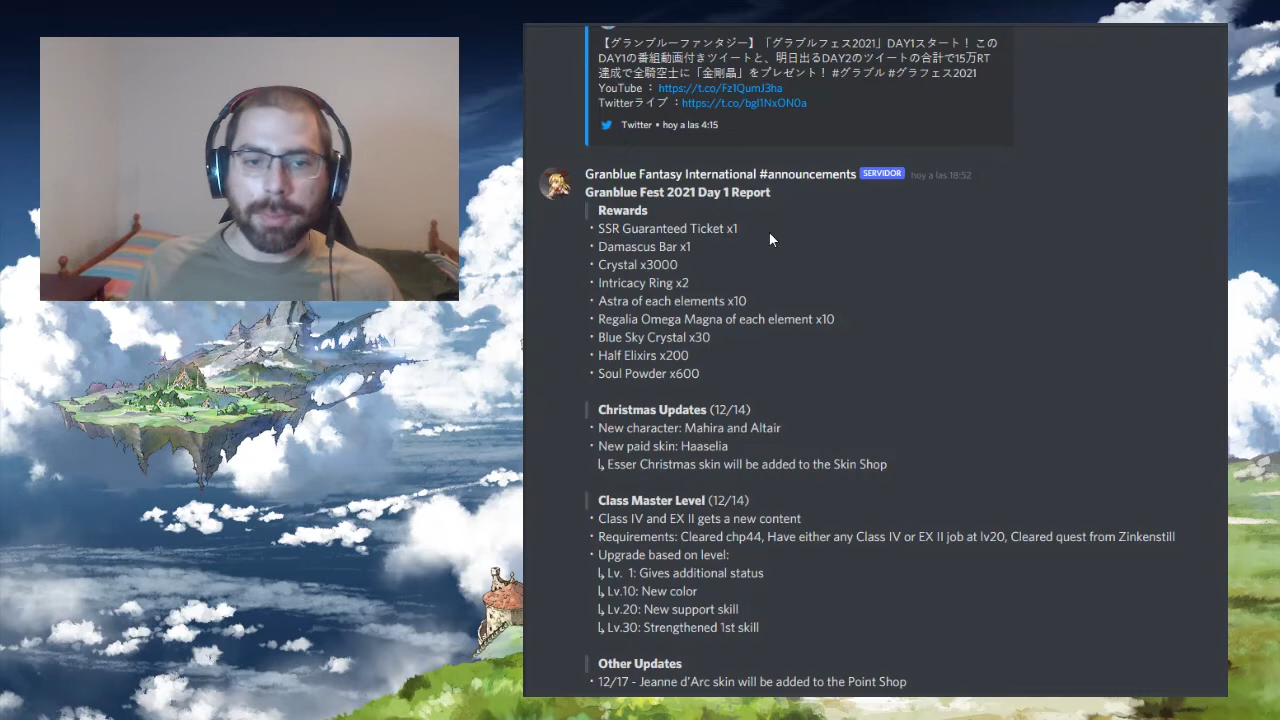 【グランブルーファンタジー】「グラブルフェス2021」DAY1スタート！ この
DAY1の番組動画付きツイートと、明日出るDAY2のツイートの合計で15万RT
達成で全騎空士に「金剛晶」をプレゼント！ #グラブル #グラフェス2021
YouTube ： https://t.co/Fz1QumJ3ha
Twitterライブ ：https://t.co/bgI1NxON0a
Twitter • hoy a las 4:15
Granblue Fantasy International #announcements SERVIDOR hoy a las 18:52
Granblue Fest 2021 Day 1 Report
Rewards
・SSR Guaranteed Ticket x1
・Damascus Bar x1
・Crystal x3000
・Intricacy Ring x2
・Astra of each elements x10
・Regalia Omega Magna of each element x10
・Blue Sky Crystal x30
・Half Elixirs x200
・Soul Powder x600
Christmas Updates (12/14)
・New character: Mahira and Altair
・New paid skin: Haaselia
↳ Esser Christmas skin will be added to the Skin Shop
Class Master Level (12/14)
・Class IV and EX II gets a new content
・Requirements: Cleared chp44, Have either any Class IV or EX II job at lv20, Cleared quest from Zinkenstill
・Upgrade based on level:
↳ Lv. 1: Gives additional status
↳ Lv.10: New color
↳ Lv.20: New support skill
↳ Lv.30: Strengthened 1st skill
Other Updates
・12/17 - Jeanne d'Arc skin will be added to the Point Shop